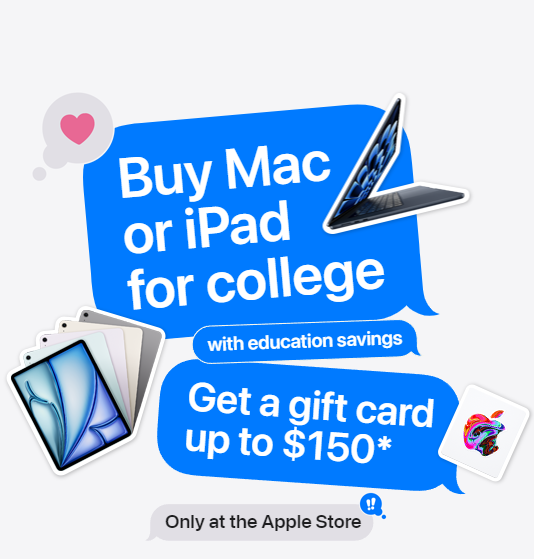 Buy Mac
or iPad
for college
with education savings
Get a gift card
up to $150*
Only at the Apple Store
!!